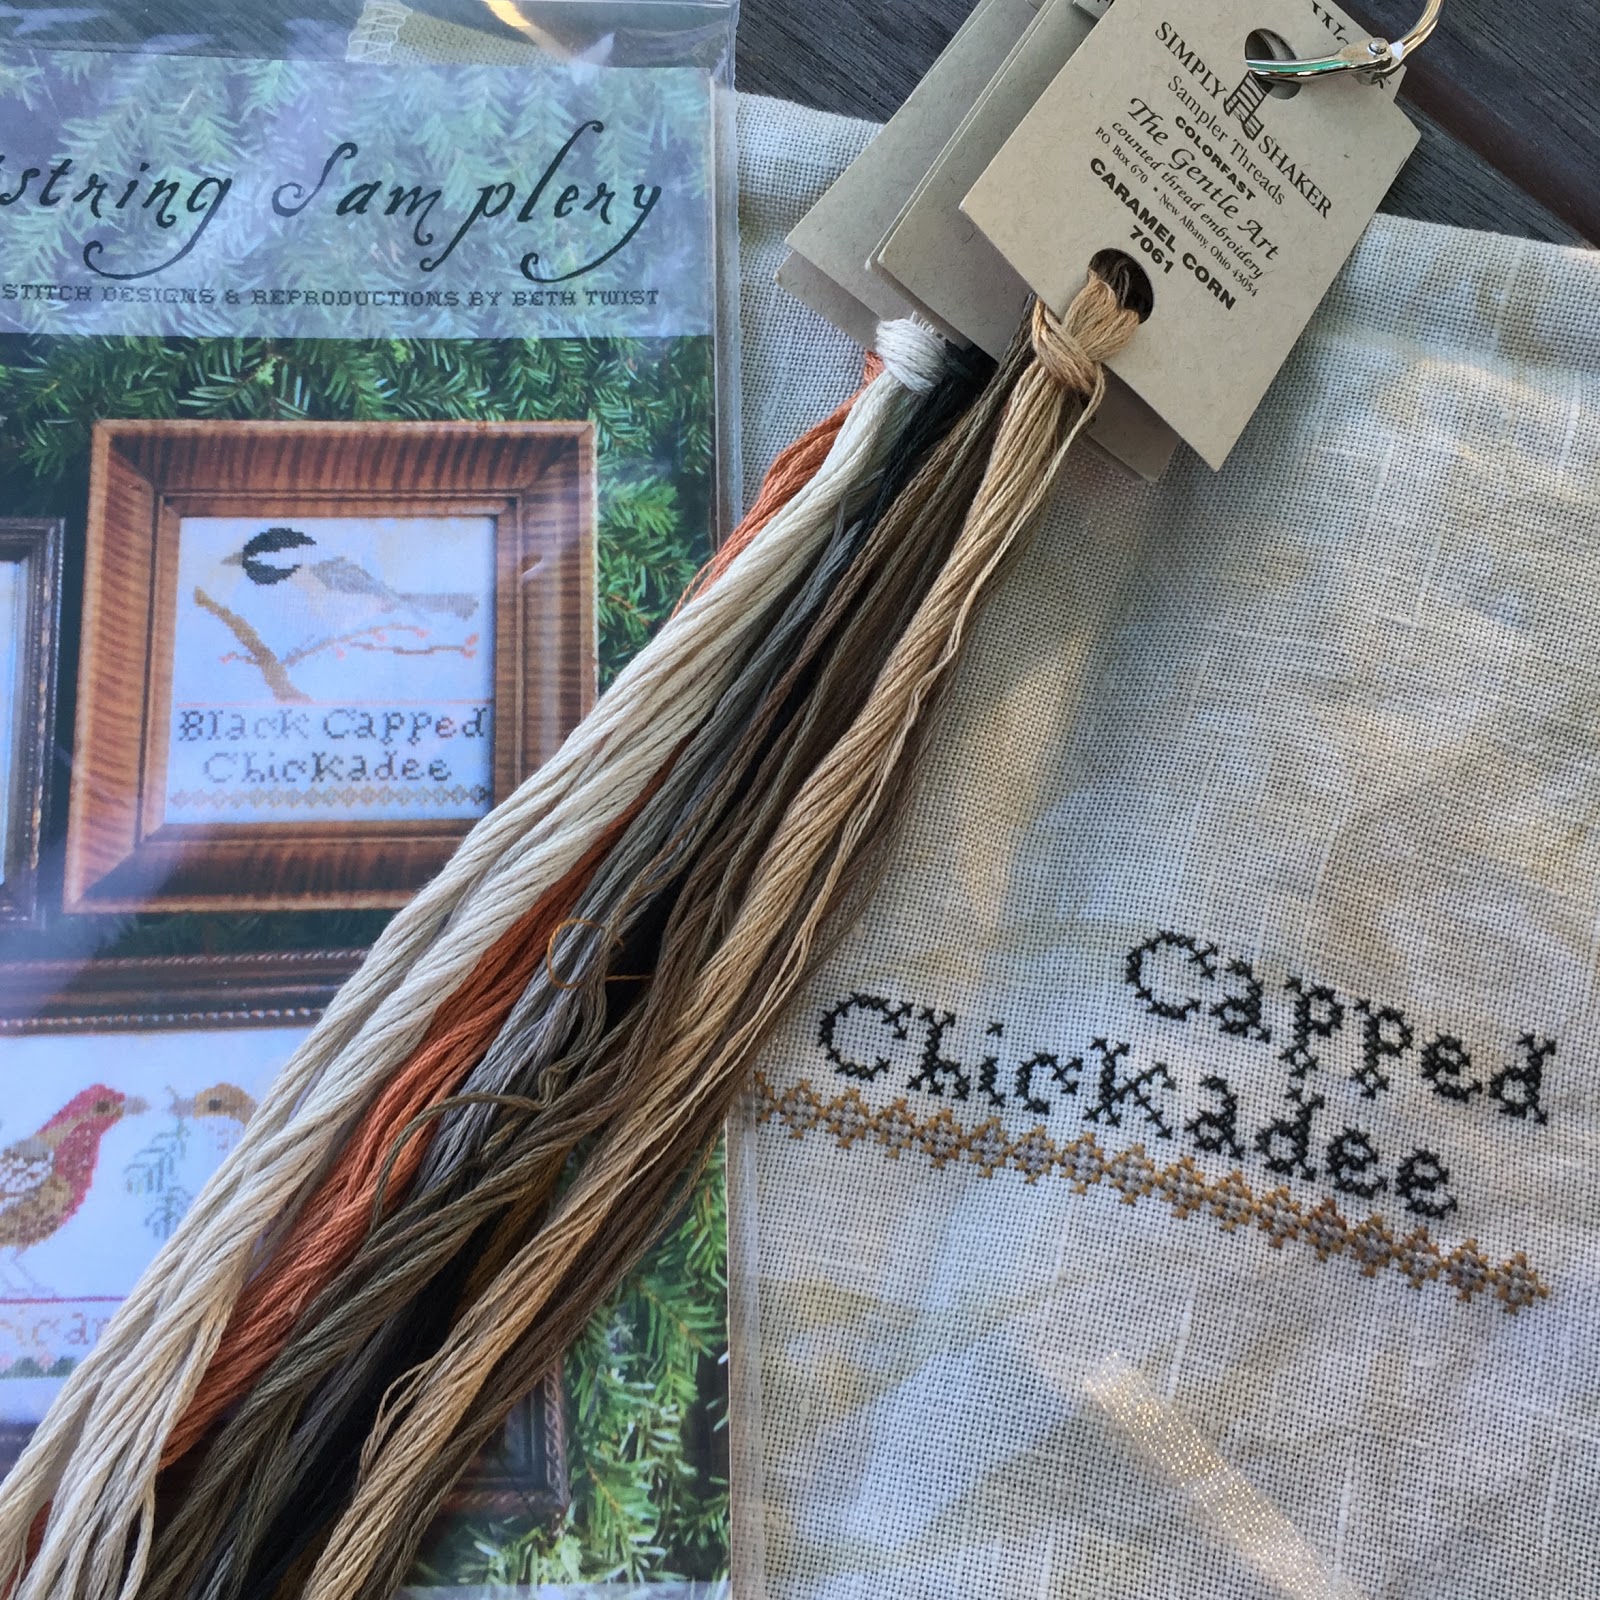 string Samplery
STITCH DESIGNS & REPRODUCTIONS BY BETH TWIST
Black Capped
Chickadee
SIMPLY SHAKER
Sampler Threads
COLORFAST
The Gentle Art
counted thread embroidery
P.O. Box 670 • New Albany, Ohio 43054
CARAMEL CORN
7061
Capped
Chickadee